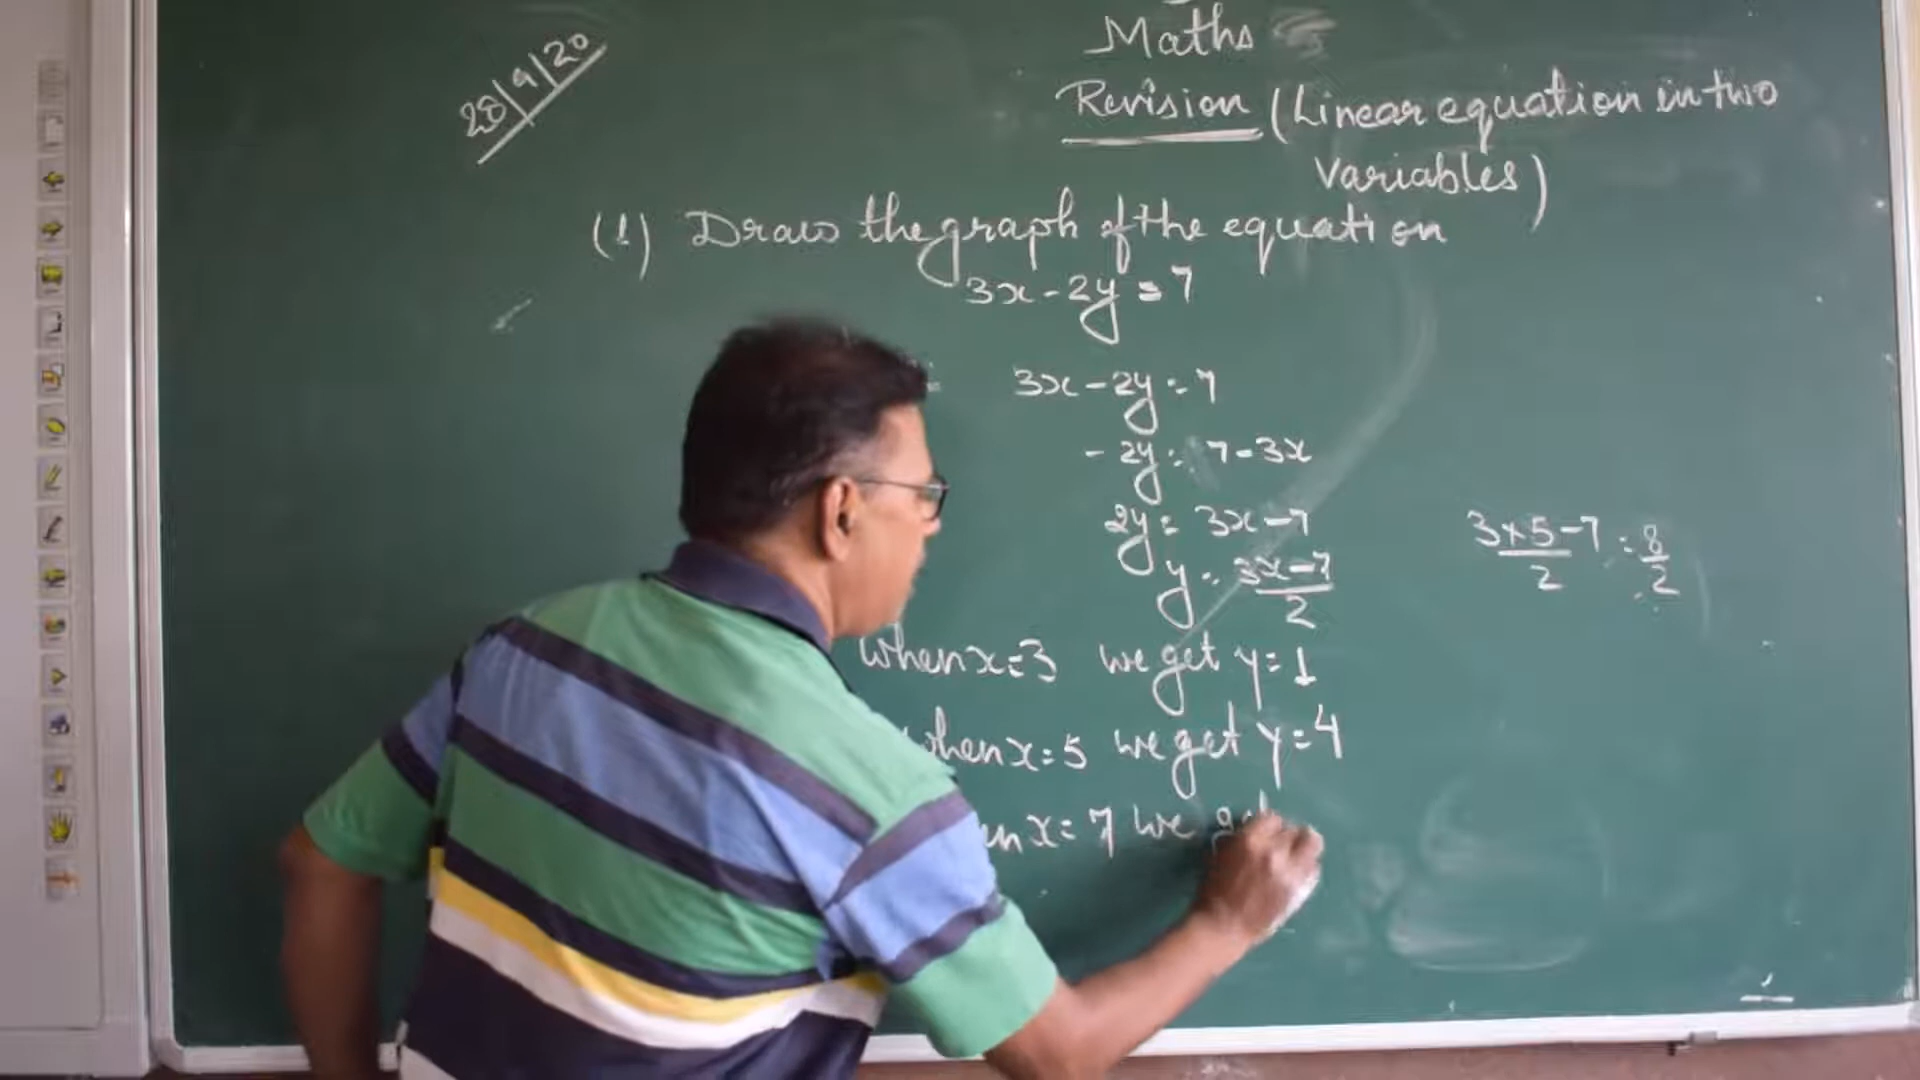 28/9/20
Maths
Revision (Linear equation in two
variables)
(1) Draw the graph of the equation
3x-2y=7
3x-2y=7
-2y=7-3x
2y=3x-7
y=3x-7/2
3×5-7/2=8/2
When x=3 we get y=1
when x=5 we get y=4
x=7 we